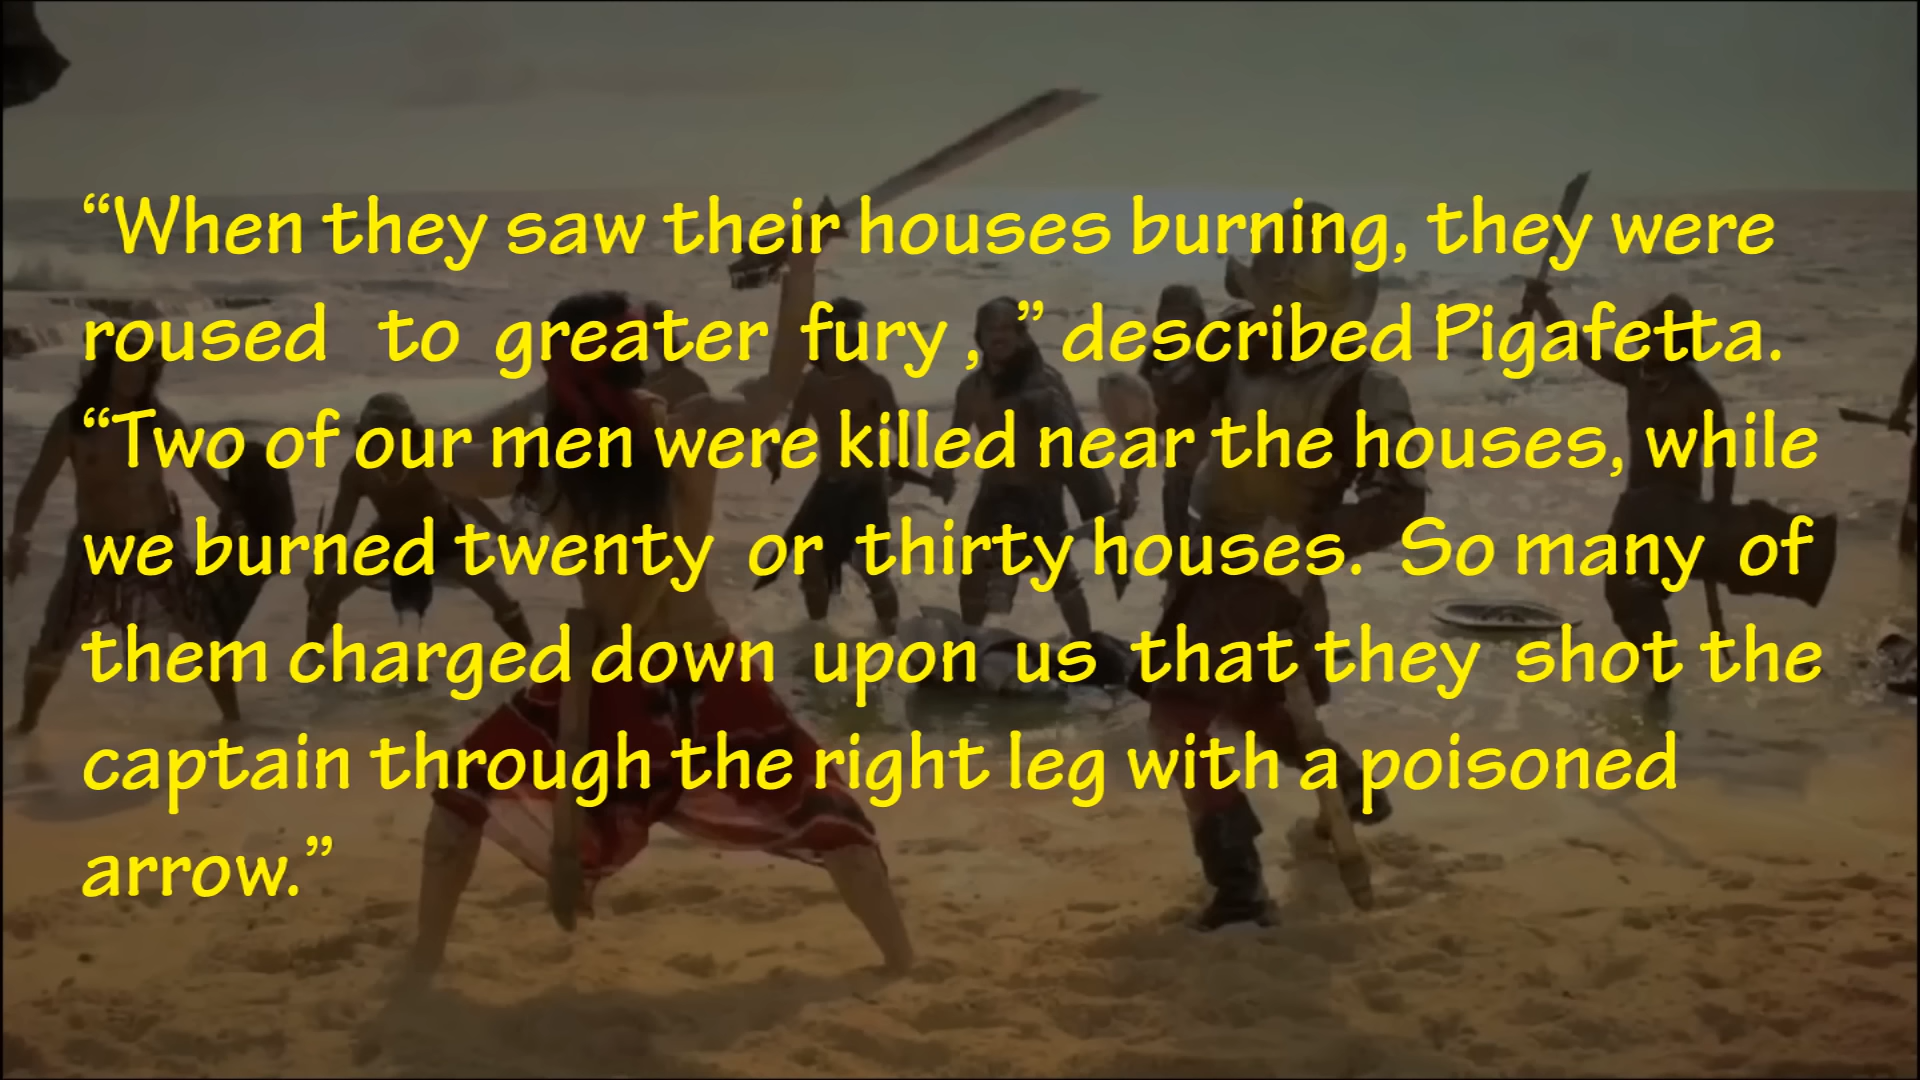 “When they saw their houses burning, they were
roused to greater fury , ” described Pigafetta.
“Two of our men were killed near the houses, while
we burned twenty or thirty houses. So many of
them charged down upon us that they shot the
captain through the right leg with a poisoned
arrow.”